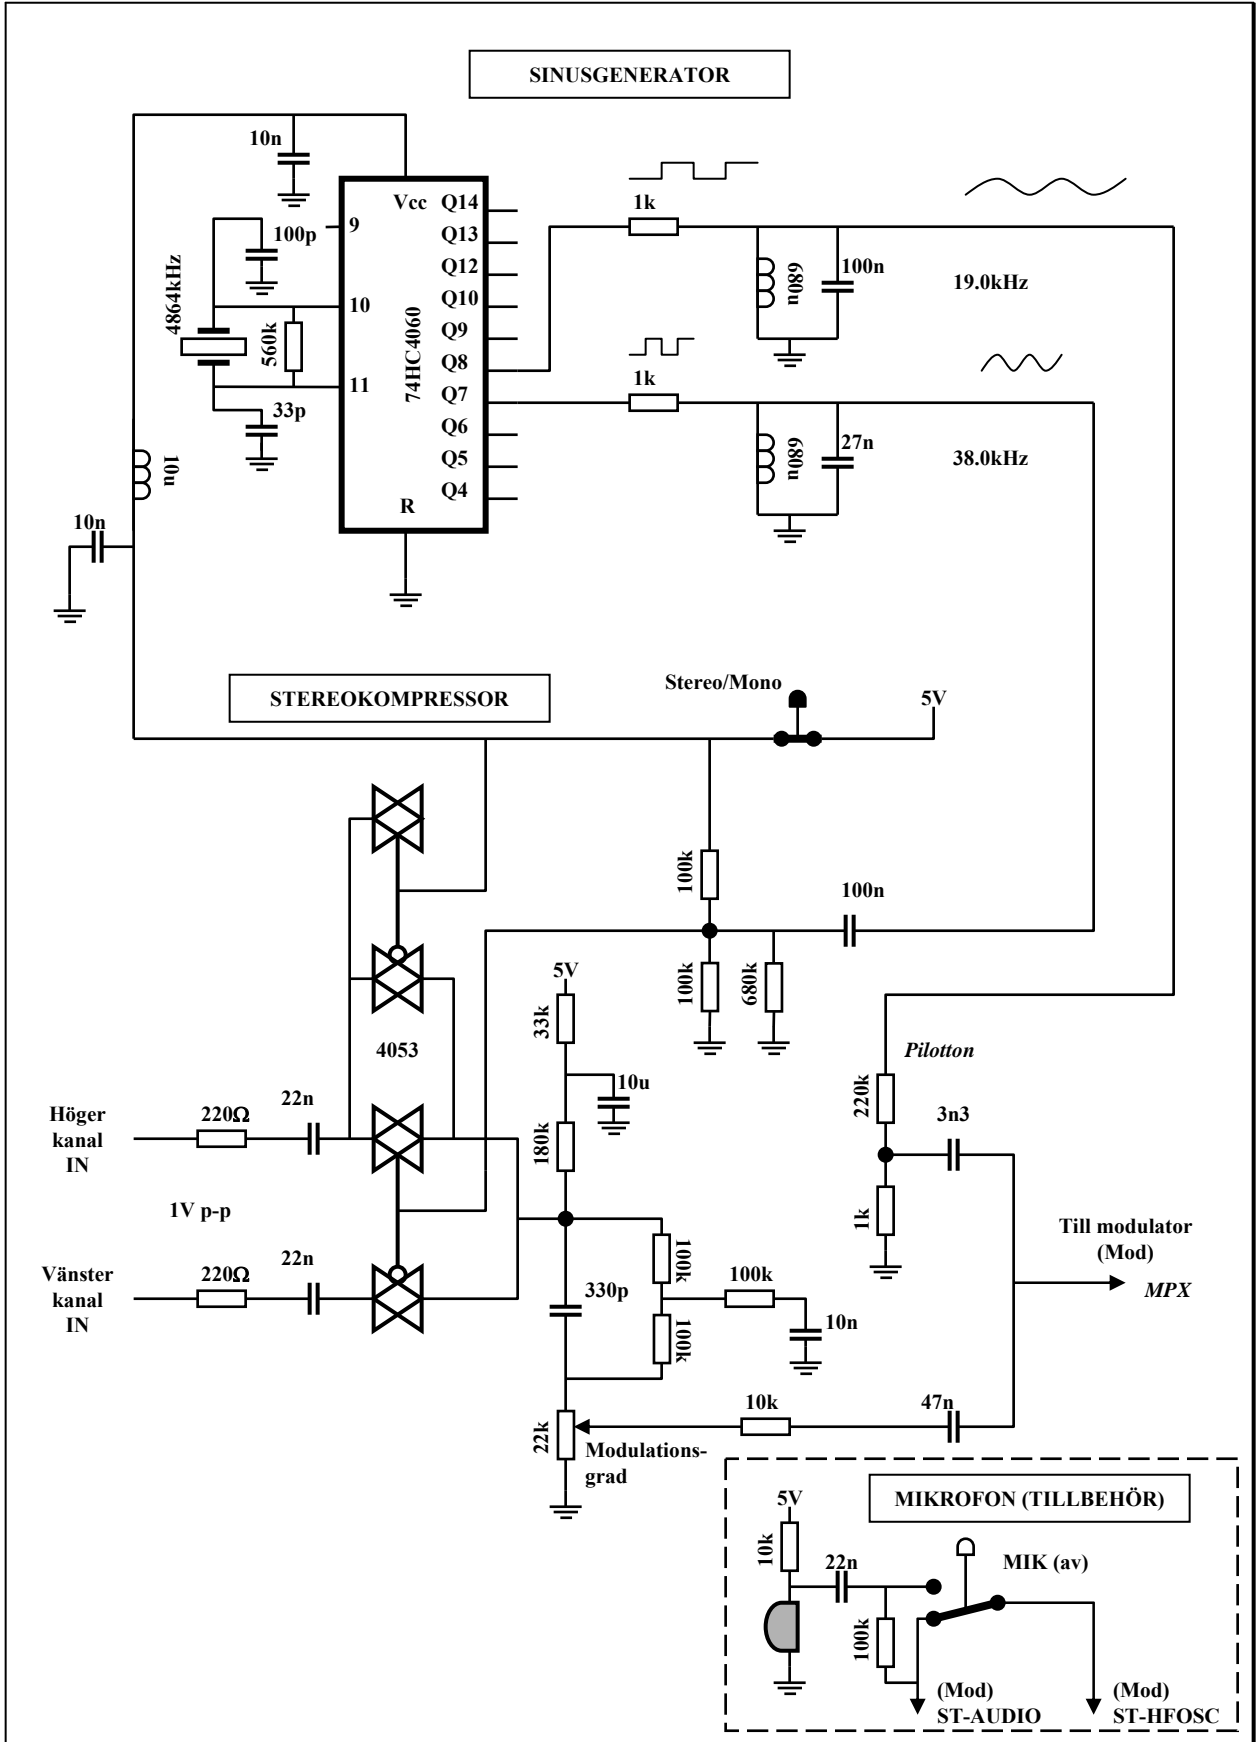 SINUSGENERATOR
10n
Vcc
Q14
Q13
Q12
Q10
Q9
Q8
Q7
Q6
Q5
Q4
9
10
11
R
74HC4060
100p
4864kHz
560k
33p
1k
680u
100n
19.0kHz
1k
680u
27n
38.0kHz
10u
10n
STEREOKOMPRESSOR
Stereo/Mono
5V
100k
100n
100k
680k
5V
33k
10u
180k
4053
Pilotton
220k
3n3
1k
Höger
kanal
IN
220Ω
22n
1V p-p
Vänster
kanal
IN
220Ω
22n
Till modulator
(Mod)
MPX
330p
100k
100k
100k
10n
22k
Modulations-
grad
10k
47n
MIKROFON (TILLBEHÖR)
5V
10k
22n
MIK (av)
100k
(Mod)
ST-AUDIO
(Mod)
ST-HFOSC